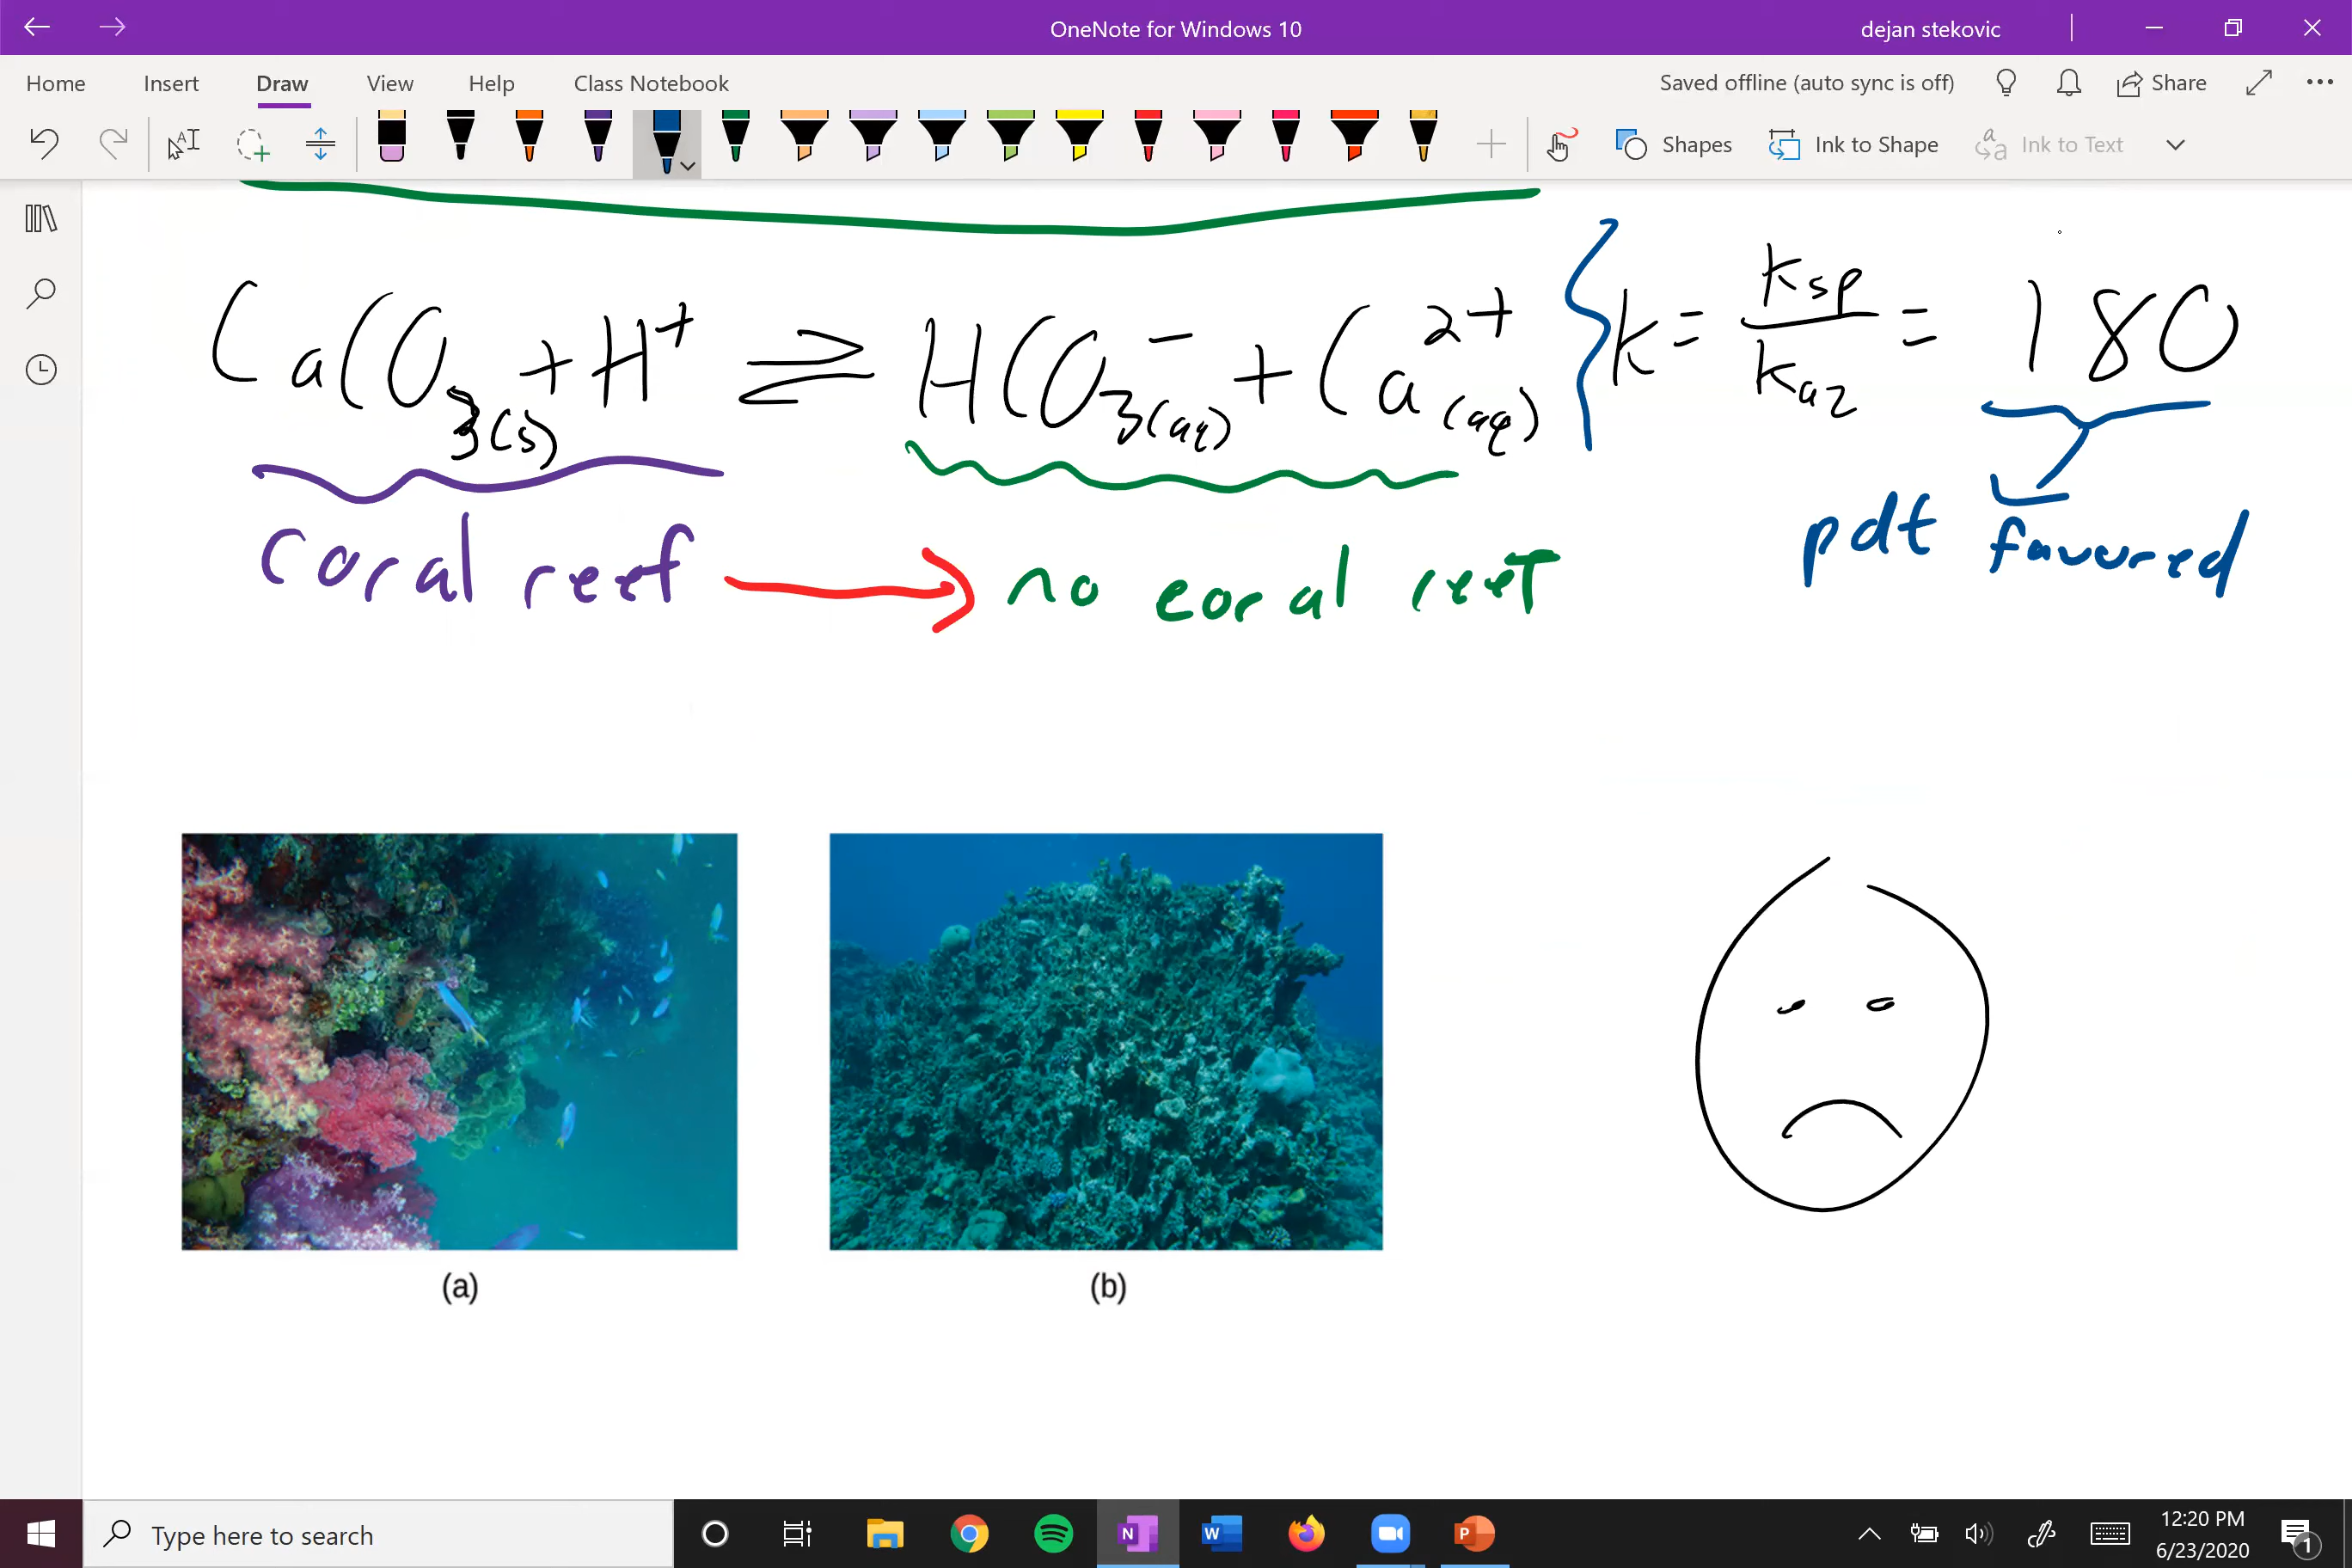 OneNote for Windows 10
dejan stekovic
Home Insert Draw View Help Class Notebook
Saved offline (auto sync is off) Share
Shapes Ink to Shape Ink to Text
CaCO3(s) + H+ ⇌ HCO3(aq)− + Ca2+(aq) } k = ksp/ka2 = 180
coral reef → no coral reef
pdt favored
(a) (b)
Type here to search
12:20 PM
6/23/2020
1